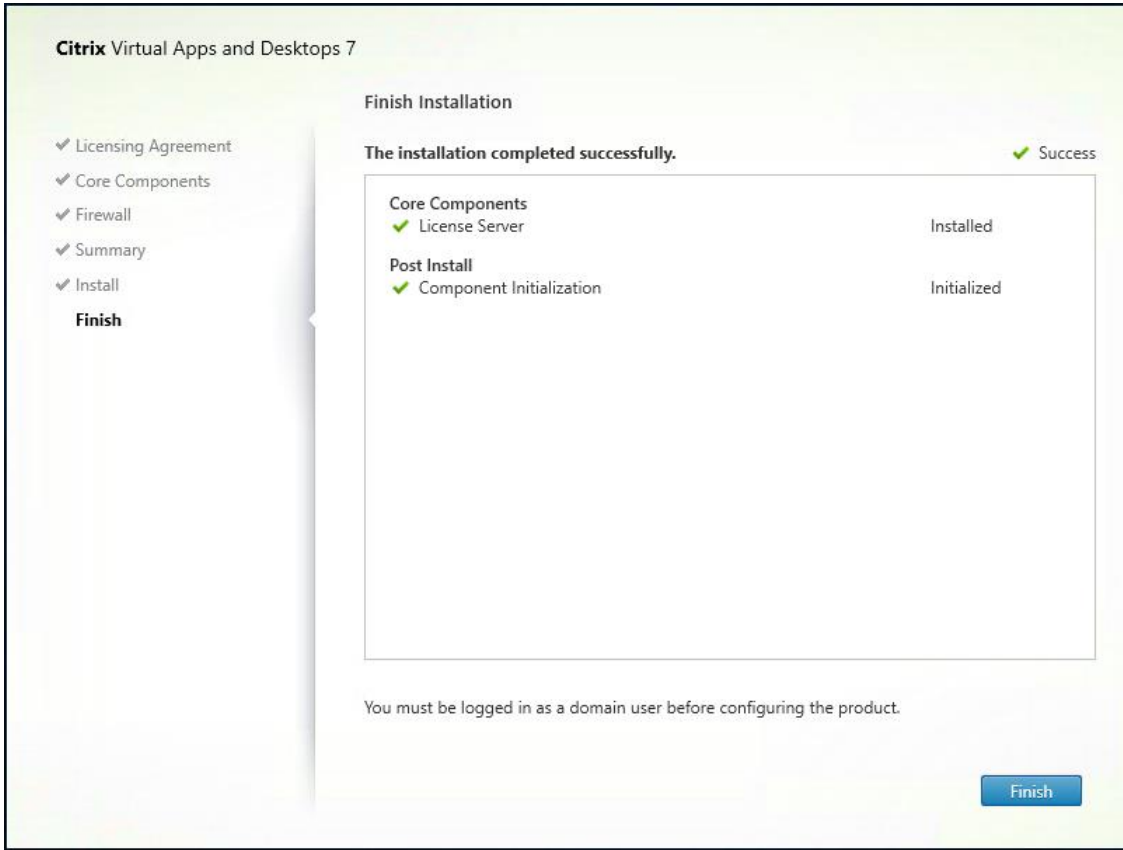 Citrix Virtual Apps and Desktops 7
Finish Installation
Licensing Agreement
Core Components
Firewall
Summary
Install
Finish
The installation completed successfully.
Success
Core Components
License Server Installed
Post Install
Component Initialization Initialized
You must be logged in as a domain user before configuring the product.
Finish